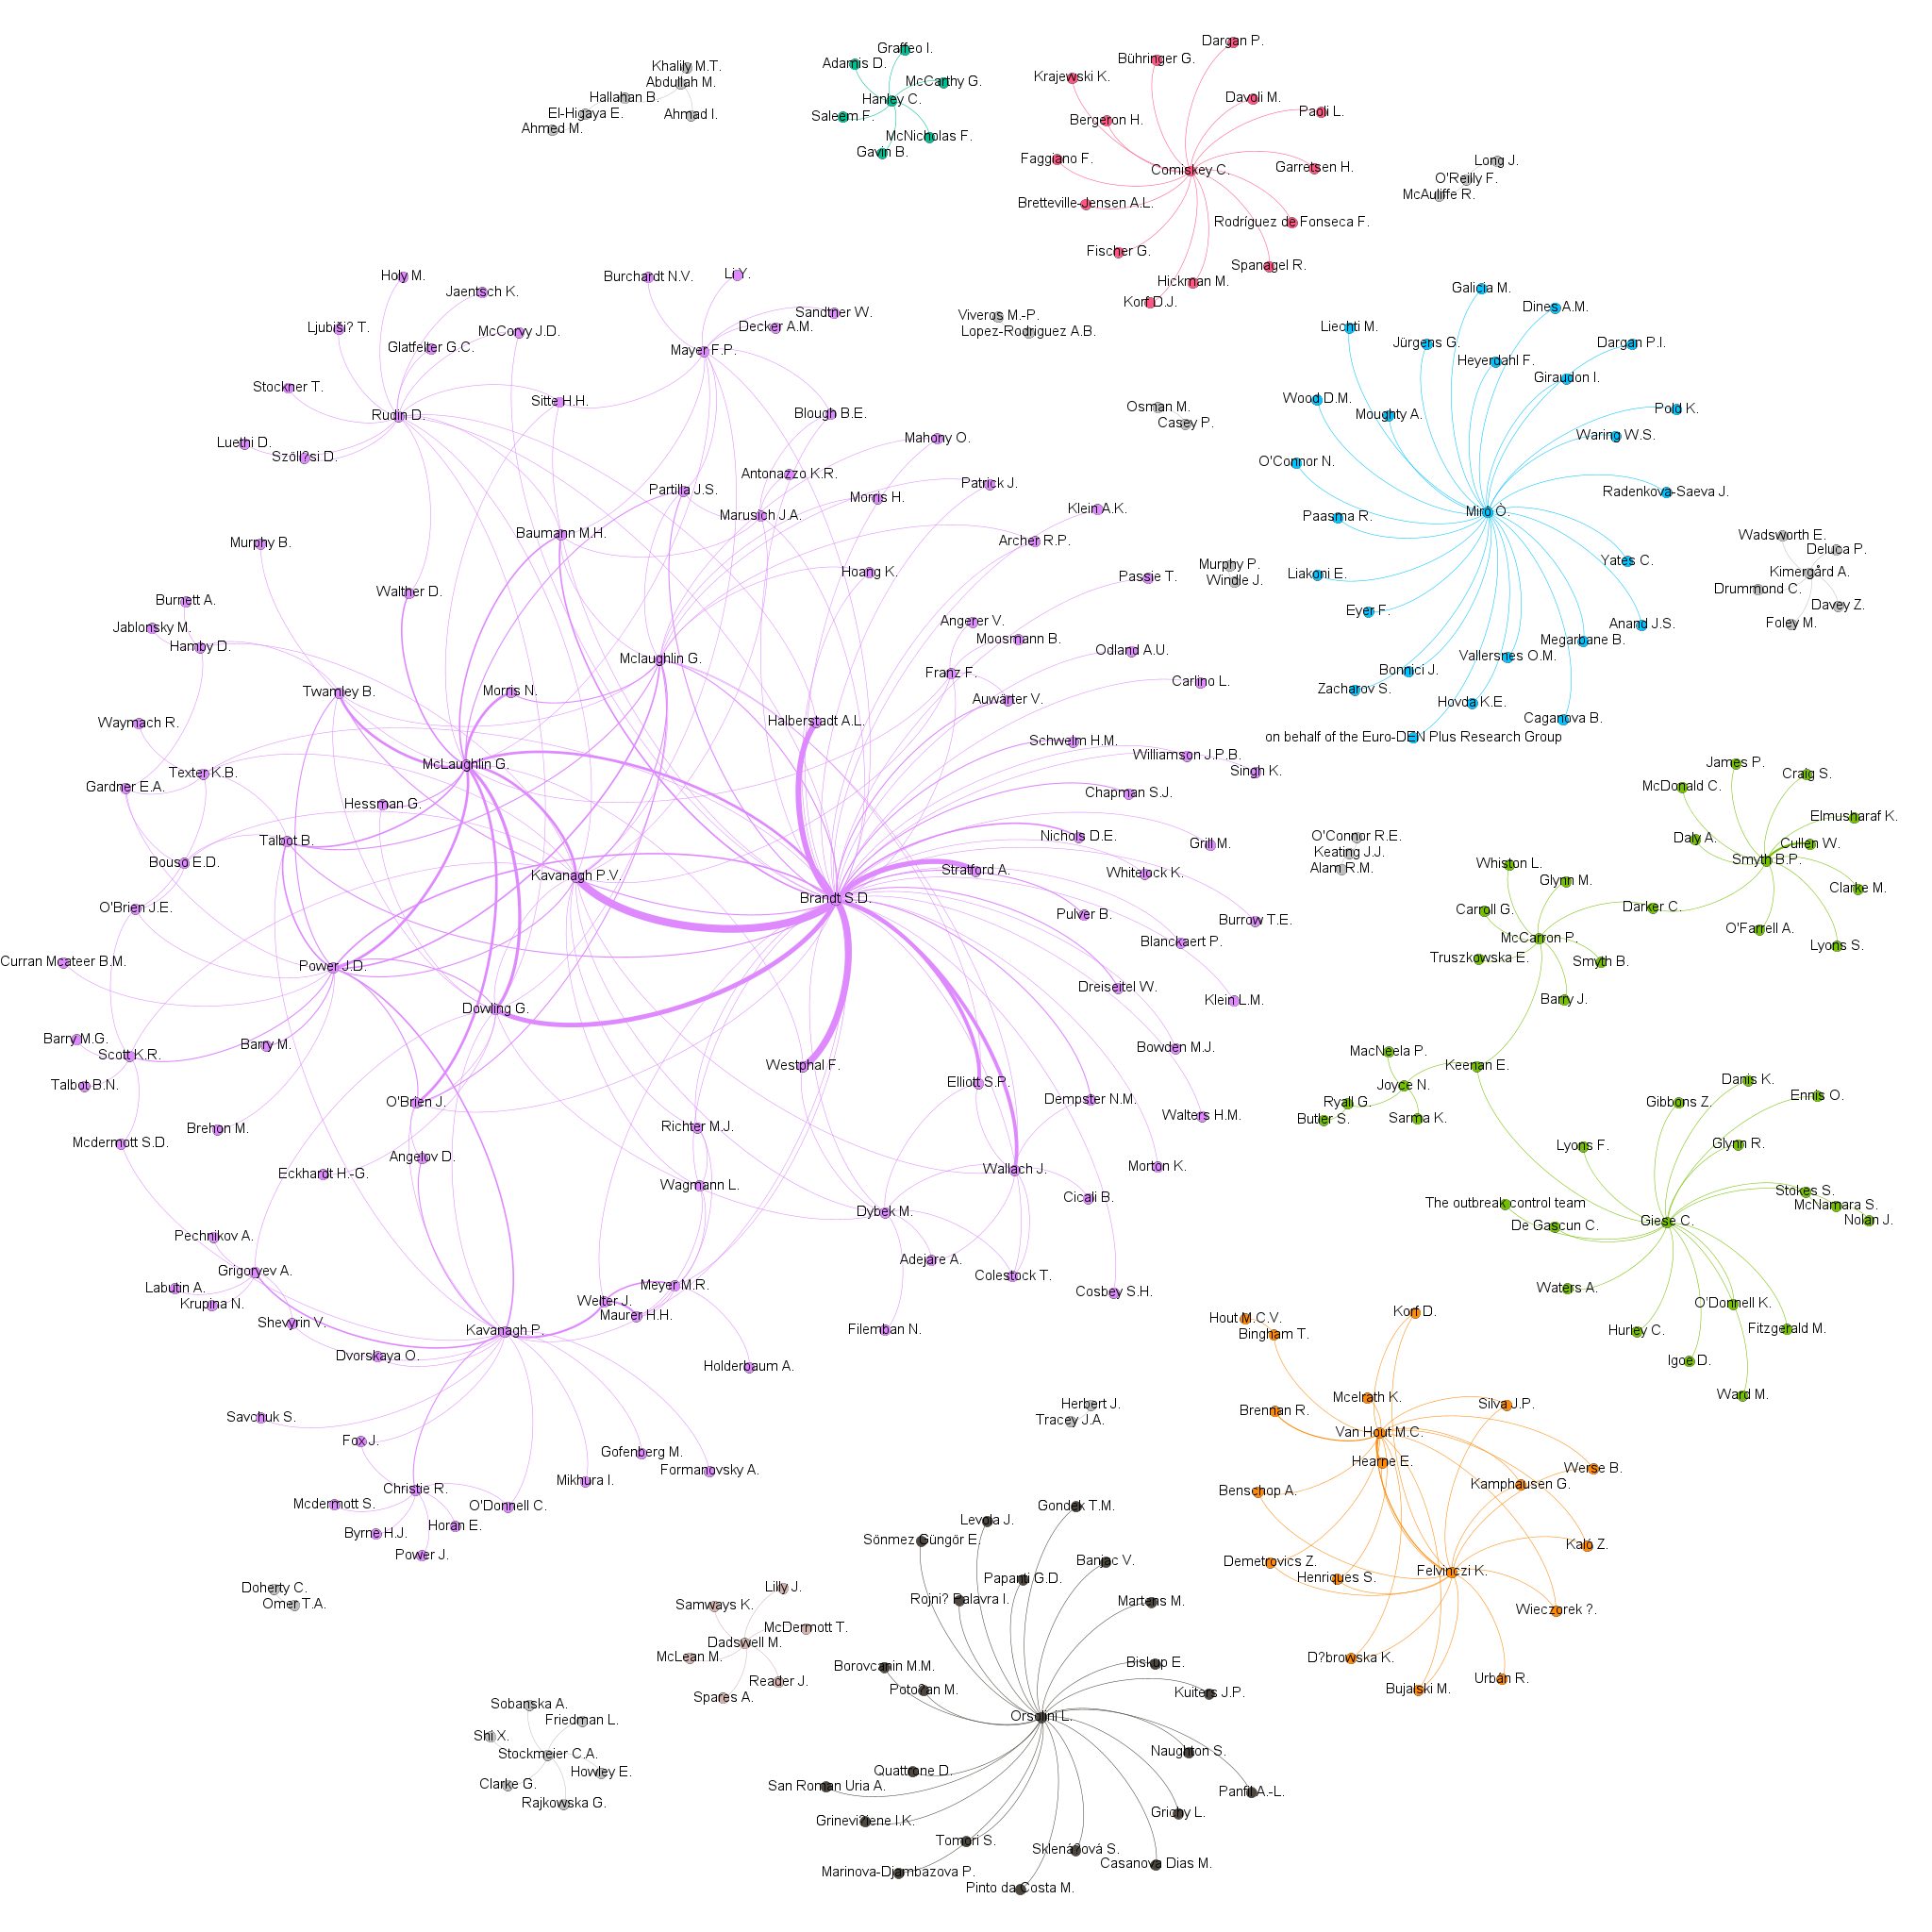 Graffeo I.
Dargan P.
Bühringer G.
Adamis D.
Khalily M.T.
Abdullah M.
Krajewski K.
McCarthy G.
Hallahan B.
Hanley C.
Davoli M.
El-Higaya E.
Ahmad I.
Paoli L.
Saleem F.
Bergeron H.
Ahmed M.
McNicholas F.
Gavin B.
Faggiano F.
Long J.
Comiskey C.
Garretsen H.
O'Reilly F.
McAuliffe R.
Bretteville-Jensen A.L.
Rodríguez de Fonseca F.
Fischer G.
Spanagel R.
Holy M.
Burchardt N.V.
Li Y.
Hickman M.
Jaentsch K.
Korf D.J.
Galicia M.
Dines A.M.
Sandtner W.
Viveros M.-P.
Ljubiši? T.
McCorvy J.D.
Decker A.M.
Lopez-Rodriguez A.B.
Liechti M.
Glatfelter G.C.
Mayer F.P.
Jürgens G.
Dargan P.I.
Heyerdahl F.
Giraudon I.
Stockner T.
Sitte H.H.
Wood D.M.
Rudin D.
Blough B.E.
Osman M.
Casey P.
Moughty A.
Pold K.
Luethi D.
Mahony O.
Waring W.S.
Szöll?si D.
O'Connor N.
Antonazzo K.R.
Partilla J.S.
Morris H.
Patrick J.
Radenkova-Saeva J.
Marusich J.A.
Klein A.K.
Miró Ò.
Paasma R.
Baumann M.H.
Archer R.P.
Wadsworth E.
Murphy B.
Deluca P.
Hoang K.
Murphy P.
Windle J.
Yates C.
Kimergård A.
Passie T.
Liakoni E.
Drummond C.
Walther D.
Burnett A.
Davey Z.
Eyer F.
Jablonsky M.
Angerer V.
Anand J.S.
Foley M.
Hamby D.
Moosmann B.
Megarbane B.
Mclaughlin G.
Franz F.
Odland A.U.
Vallersnes O.M.
Bonnici J.
Twamley B.
Morris N.
Auwärter V.
Carlino L.
Zacharov S.
Hovda K.E.
Waymach R.
Halberstadt A.L.
Caganova B.
Schwelm H.M.
on behalf of the Euro-DEN Plus Research Group
Texter K.B.
McLaughlin G.
Williamson J.P.B.
Singh K.
James P.
Craig S.
Gardner E.A.
Chapman S.J.
McDonald C.
Hessman G.
Elmusharaf K.
Talbot B.
Nichols D.E.
Grill M.
O'Connor R.E.
Keating J.J.
Alam R.M.
Daly A.
Cullen W.
Bouso E.D.
Kavanagh P.V.
Stratford A.
Whitelock K.
Whiston L.
Smyth B.P.
Glynn M.
Clarke M.
O'Brien J.E.
Brandt S.D.
Pulver B.
Burrow T.E.
Carroll G.
Darker C.
O'Farrell A.
Blanckaert P.
McCarron P.
Lyons S.
Curran Mcateer B.M.
Power J.D.
Truszkowska E.
Smyth B.
Dreiseitel W.
Klein L.M.
Barry J.
Dowling G.
Barry M.G.
Barry M.
Scott K.R.
Bowden M.J.
MacNeela P.
Westphal F.
Keenan E.
Talbot B.N.
Elliott S.P.
Joyce N.
Danis K.
O'Brien J.
Dempster N.M.
Ryall G.
Butler S.
Sarma K.
Gibbons Z.
Ennis O.
Brehon M.
Richter M.J.
Walters H.M.
Mcdermott S.D.
Lyons F.
Glynn R.
Angelov D.
Eckhardt H.-G.
Wallach J.
Morton K.
Wagmann L.
Cicali B.
The outbreak control team
Stokes S.
McNamara S.
Dybek M.
De Gascun C.
Giese C.
Nolan J.
Pechnikov A.
Grigoryev A.
Adejare A.
Labutin A.
Krupina N.
Meyer M.R.
Colestock T.
Cosbey S.H.
Waters A.
Welter J.
Maurer H.H.
O'Donnell K.
Shevyrin V.
Kavanagh P.
Filemban N.
Hout M.C.V.
Bingham T.
Korf D.
Hurley C.
Fitzgerald M.
Dvorskaya O.
Holderbaum A.
Igoe D.
Ward M.
Mcelrath K.
Savchuk S.
Herbert J.
Tracey J.A.
Brennan R.
Silva J.P.
Fox J.
Van Hout M.C.
Gofenberg M.
Formanovsky A.
Mikhura I.
Hearne E.
Werse B.
Christie R.
Kamphausen G.
Mcdermott S.
O'Donnell C.
Gondek T.M.
Benschop A.
Byrne H.J.
Horan E.
Levola J.
Power J.
Sönmez Güngör E.
Kaló Z.
Banjac V.
Demetrovics Z.
Felvinczi K.
Doherty C.
Omer T.A.
Lilly J.
Papanti G.D.
Henriques S.
Samways K.
Rojni? Palavra I.
Martens M.
Wieczorek ?.
McDermott T.
Dadswell M.
McLean M.
Borovcanin M.M.
Biskup E.
D?browska K.
Reader J.
Urbán R.
Spares A.
Poto?an M.
Kuiters J.P.
Bujalski M.
Sobanska A.
Friedman L.
Orsolini L.
Shi X.
Stockmeier C.A.
Naughton S.
Howley E.
Quattrone D.
Clarke G.
San Roman Uria A.
Panfil A.-L.
Rajkowska G.
Grinevi?iene I.K.
Grichy L.
Tomori S.
Sklená?ová S.
Marinova-Djambazova P.
Casanova Dias M.
Pinto da Costa M.